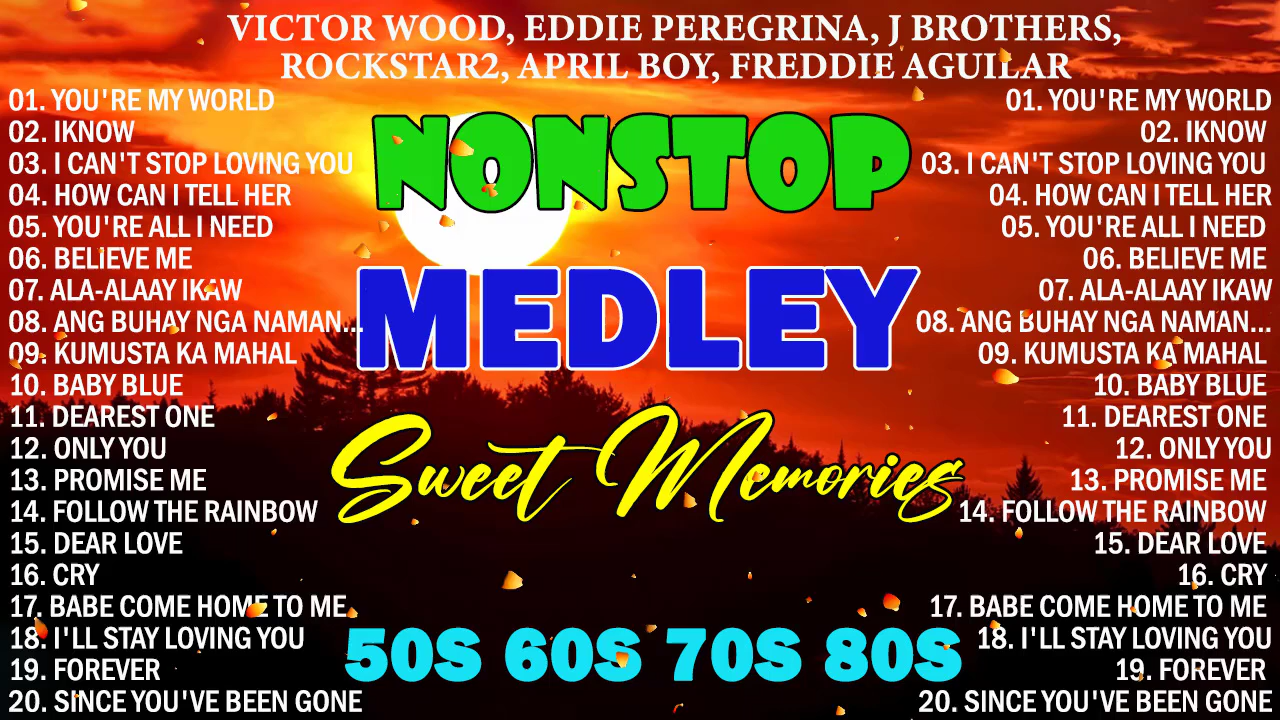 VICTOR WOOD, EDDIE PEREGRINA, J BROTHERS,
ROCKSTAR2, APRIL BOY, FREDDIE AGUILAR
01. YOU'RE MY WORLD
02. IKNOW
03. I CAN'T STOP LOVING YOU
04. HOW CAN I TELL HER
05. YOU'RE ALL I NEED
06. BELIEVE ME
07. ALA-ALAAY IKAW
08. ANG BUHAY NGA NAMAN...
09. KUMUSTA KA MAHAL
10. BABY BLUE
11. DEAREST ONE
12. ONLY YOU
13. PROMISE ME
14. FOLLOW THE RAINBOW
15. DEAR LOVE
16. CRY
17. BABE COME HOME TO ME
18. I'LL STAY LOVING YOU
19. FOREVER
20. SINCE YOU'VE BEEN GONE
NONSTOP
MEDLEY
Sweet Memories
50S 60S 70S 80S
01. YOU'RE MY WORLD
02. IKNOW
03. I CAN'T STOP LOVING YOU
04. HOW CAN I TELL HER
05. YOU'RE ALL I NEED
06. BELIEVE ME
07. ALA-ALAAY IKAW
08. ANG BUHAY NGA NAMAN...
09. KUMUSTA KA MAHAL
10. BABY BLUE
11. DEAREST ONE
12. ONLY YOU
13. PROMISE ME
14. FOLLOW THE RAINBOW
15. DEAR LOVE
16. CRY
17. BABE COME HOME TO ME
18. I'LL STAY LOVING YOU
19. FOREVER
20. SINCE YOU'VE BEEN GONE